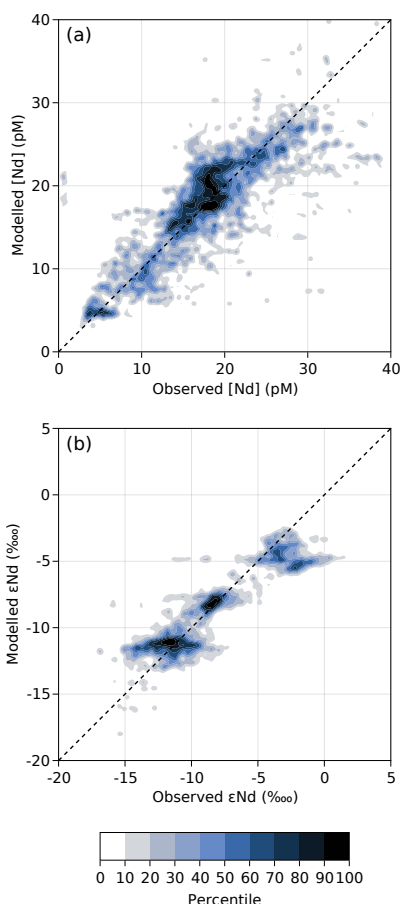 (a)
40
30
20
10
0
Modelled [Nd] (pM)
0 10 20 30 40
Observed [Nd] (pM)
(b)
5
0
-5
-10
-15
-20
Modelled εNd (‱)
-20 -15 -10 -5 0 5
Observed εNd (‱)
0 10 20 30 40 50 60 70 80 90 100
Percentile